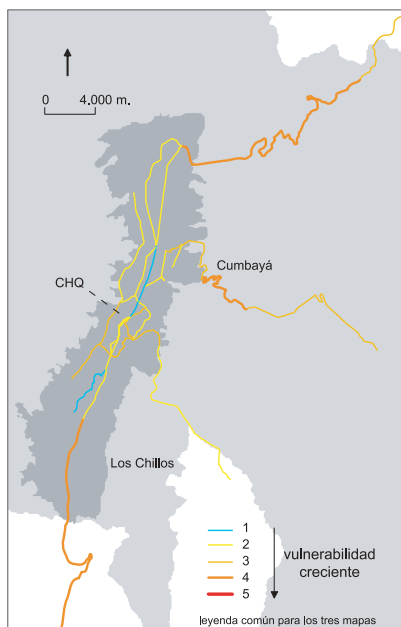 0 4.000 m.
Cumbayá
CHQ
Los Chillos
1
2
3
4
5
vulnerabilidad
creciente
leyenda común para los tres mapas